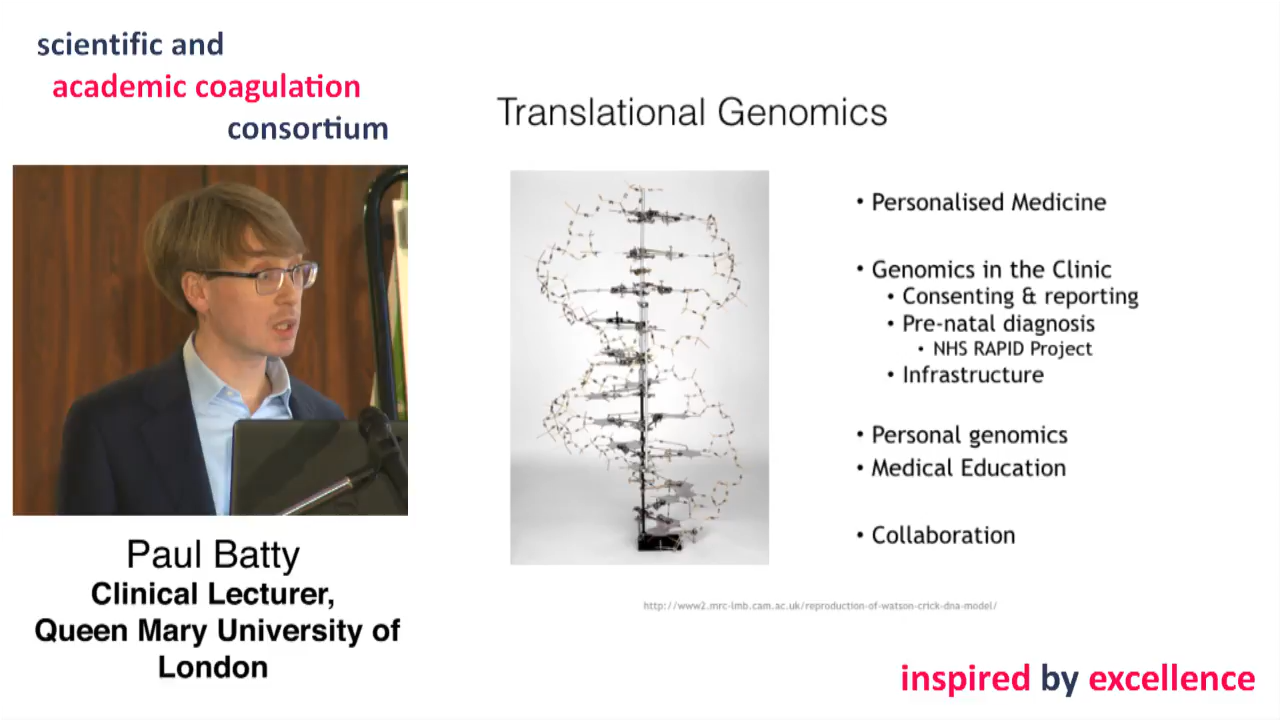 scientific and
academic coagulation
consortium
Translational Genomics
• Personalised Medicine
• Genomics in the Clinic
• Consenting & reporting
• Pre-natal diagnosis
• NHS RAPID Project
• Infrastructure
• Personal genomics
• Medical Education
• Collaboration
http://www2.mrc-lmb.cam.ac.uk/reproduction-of-watson-crick-dna-model/
Paul Batty
Clinical Lecturer,
Queen Mary University of
London
inspired by excellence